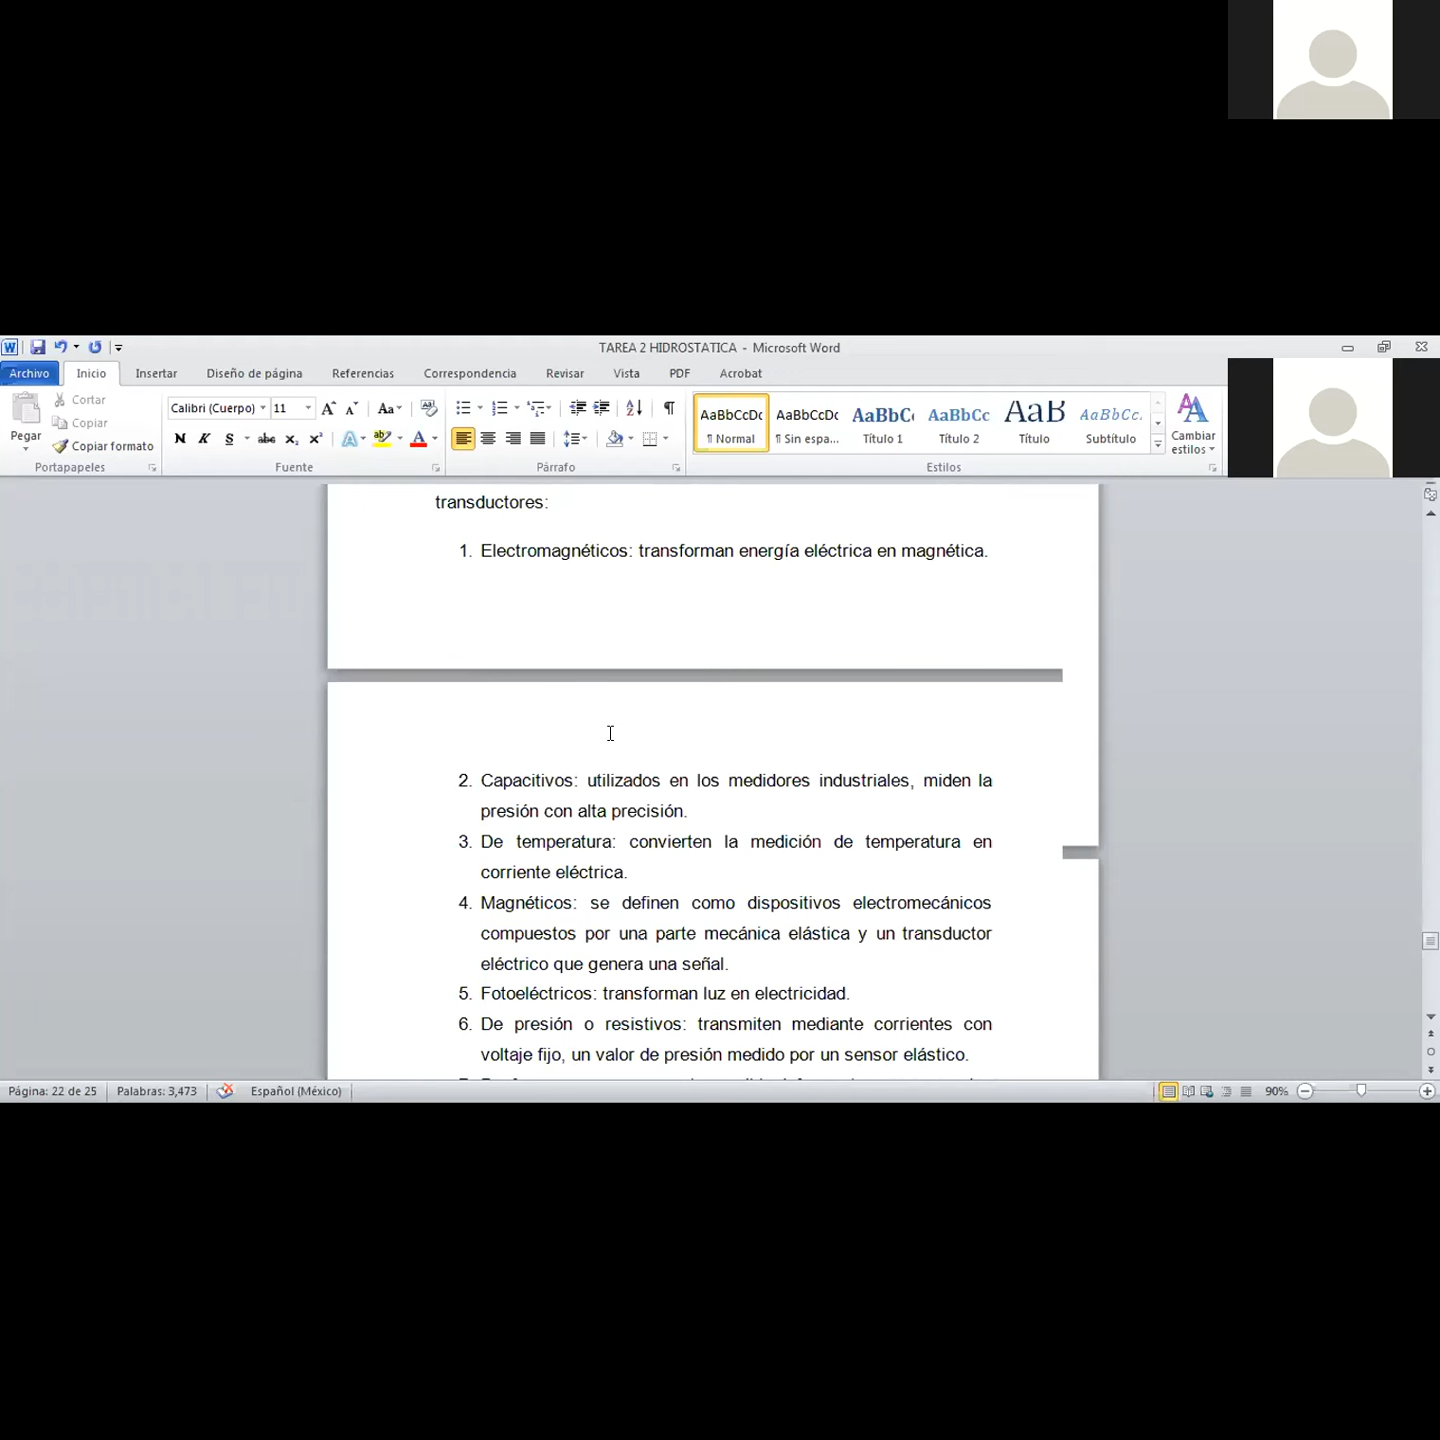 TAREA 2 HIDROSTATICA - Microsoft Word
Archivo Inicio Insertar Diseño de página Referencias Correspondencia Revisar Vista PDF Acrobat
Cortar
Copiar
Copiar formato
Pegar
Portapapeles
Calibri (Cuerpo) 11
Fuente
Párrafo
AaBbCcDc AaBbCcDc AaBbC AaBbCc AaB AaBbCc.
¶ Normal ¶ Sin espa... Título 1 Título 2 Título Subtítulo
Cambiar
estilos
Estilos
transductores:
1. Electromagnéticos: transforman energía eléctrica en magnética.
2. Capacitivos: utilizados en los medidores industriales, miden la
presión con alta precisión.
3. De temperatura: convierten la medición de temperatura en
corriente eléctrica.
4. Magnéticos: se definen como dispositivos electromecánicos
compuestos por una parte mecánica elástica y un transductor
eléctrico que genera una señal.
5. Fotoeléctricos: transforman luz en electricidad.
6. De presión o resistivos: transmiten mediante corrientes con
voltaje fijo, un valor de presión medido por un sensor elástico.
Página: 22 de 25 Palabras: 3,473 Español (México) 90%